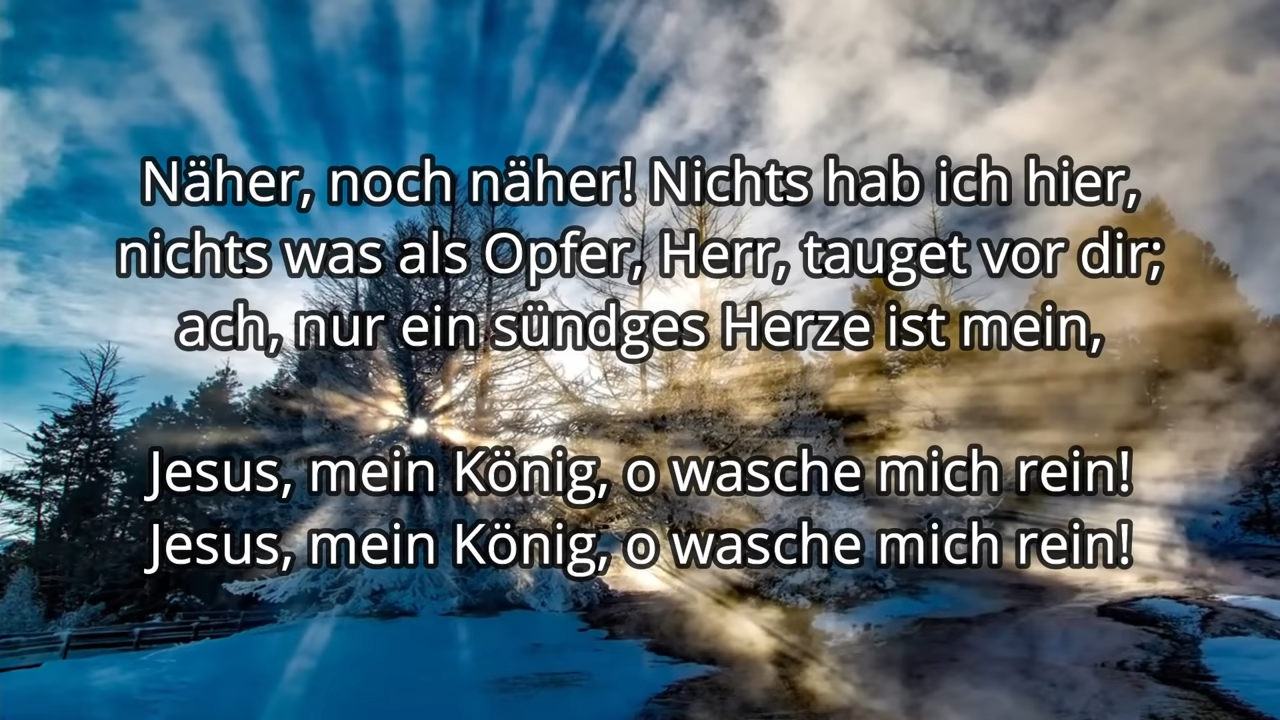 Näher, noch näher! Nichts hab ich hier,
nichts was als Opfer, Herr, tauget vor dir;
ach, nur ein sündges Herze ist mein,
Jesus, mein König, o wasche mich rein!
Jesus, mein König, o wasche mich rein!